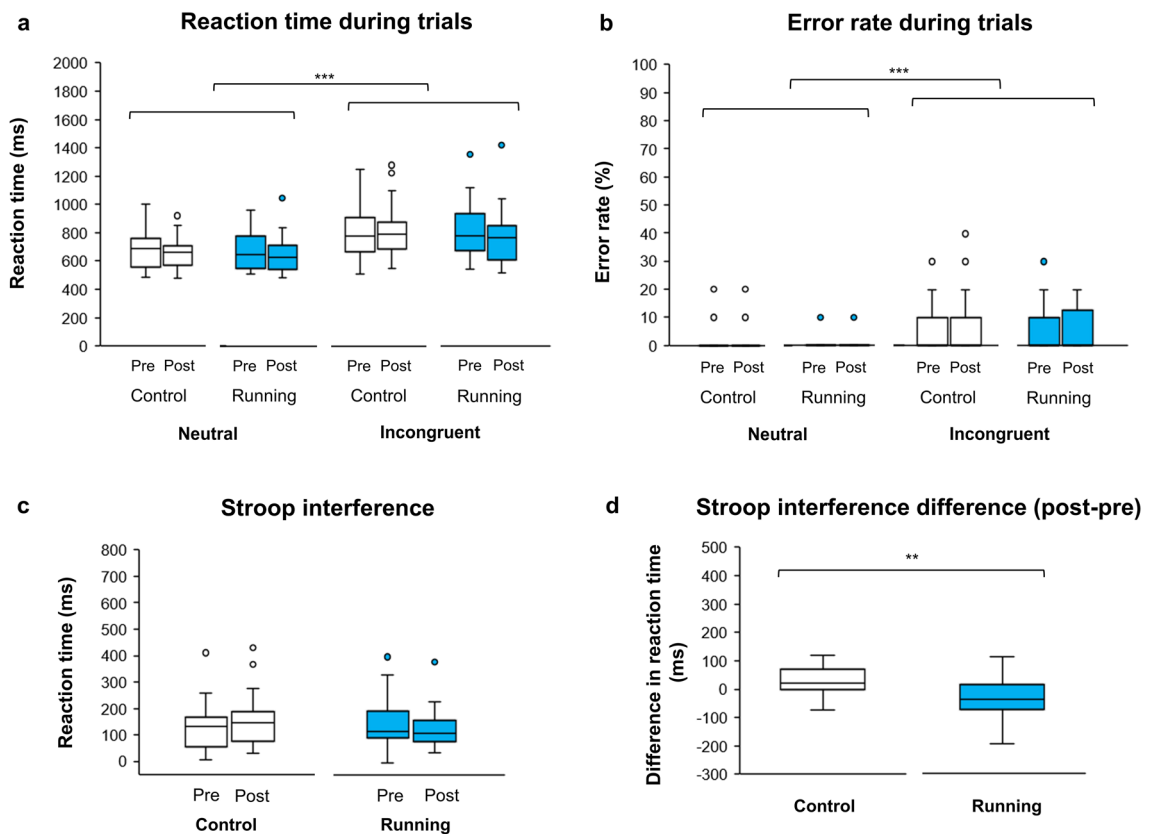 a
Reaction time during trials
Reaction time (ms)
2000
1800
1600
1400
1200
1000
800
600
400
200
0
***
Pre Post Pre Post Pre Post Pre Post
Control Running Control Running
Neutral Incongruent
b
Error rate during trials
Error rate (%)
100
90
80
70
60
50
40
30
20
10
0
***
Pre Post Pre Post Pre Post Pre Post
Control Running Control Running
Neutral Incongruent
c
Stroop interference
Reaction time (ms)
800
700
600
500
400
300
200
100
0
Pre Post Pre Post
Control Running
d
Stroop interference difference (post-pre)
Difference in reaction time
(ms)
500
400
300
200
100
0
-100
-200
-300
**
Control Running